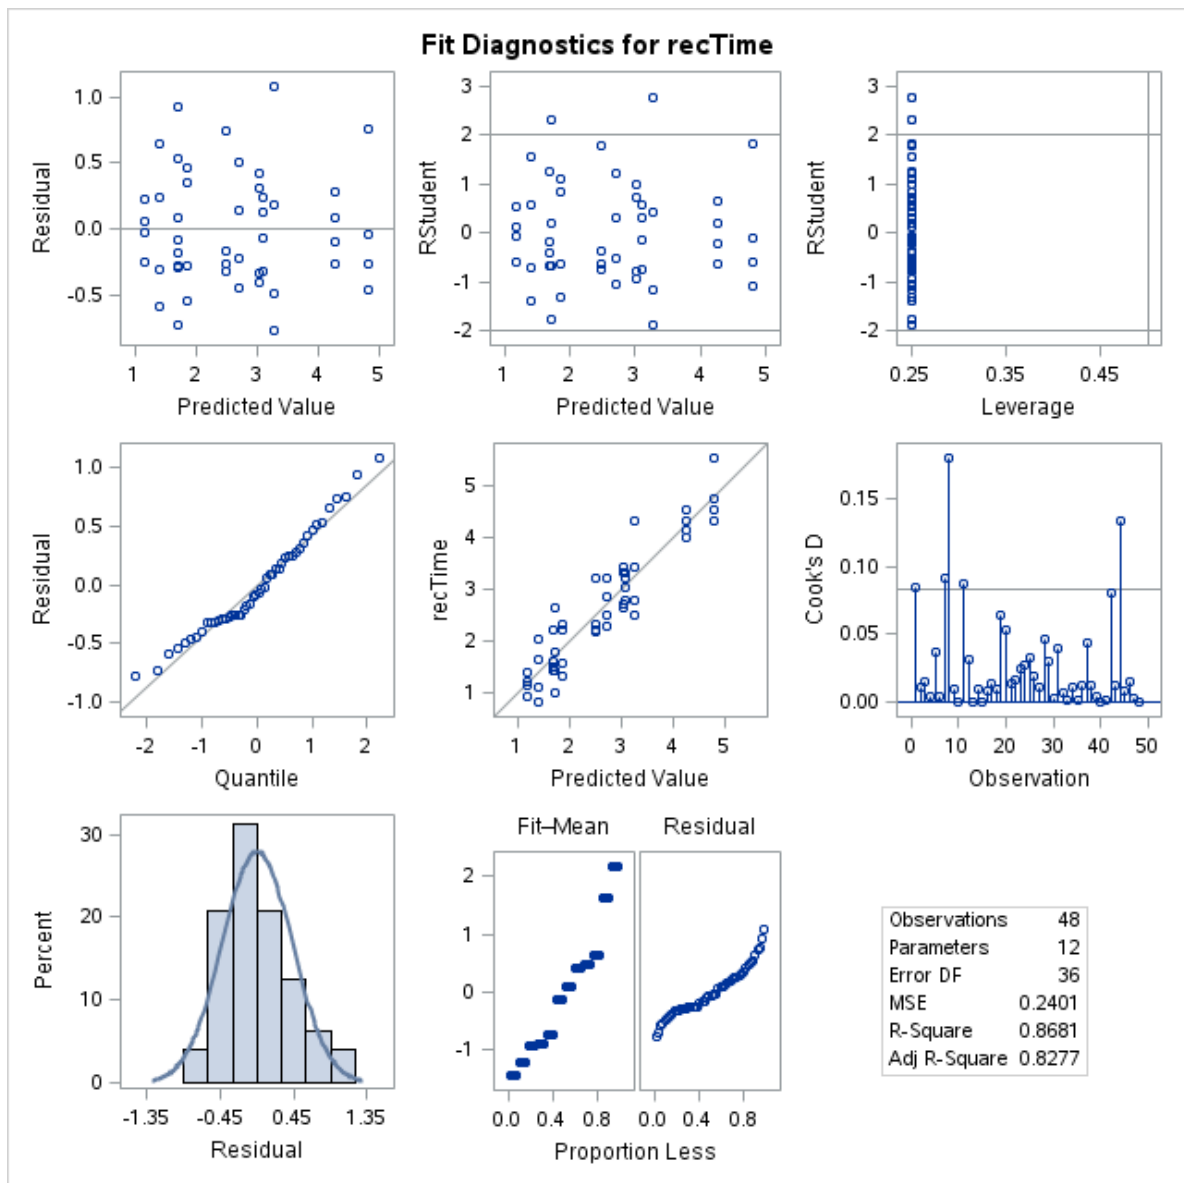 Fit Diagnostics for recTime
1.0
0.5
0.0
-0.5
Residual
1 2 3 4 5
Predicted Value
3
2
1
0
-1
-2
RStudent
1 2 3 4 5
Predicted Value
3
2
1
0
-1
-2
RStudent
0.25 0.35 0.45
Leverage
1.0
0.5
0.0
-0.5
-1.0
Residual
-2 -1 0 1 2
Quantile
5
4
3
2
1
recTime
1 2 3 4 5
Predicted Value
0.15
0.10
0.05
0.00
Cook's D
0 10 20 30 40 50
Observation
30
20
10
0
Percent
-1.35 -0.45 0.45 1.35
Residual
Fit–Mean Residual
2
1
0
-1
0.0 0.4 0.8 0.0 0.4 0.8
Proportion Less
Observations 48
Parameters 12
Error DF 36
MSE 0.2401
R-Square 0.8681
Adj R-Square 0.8277